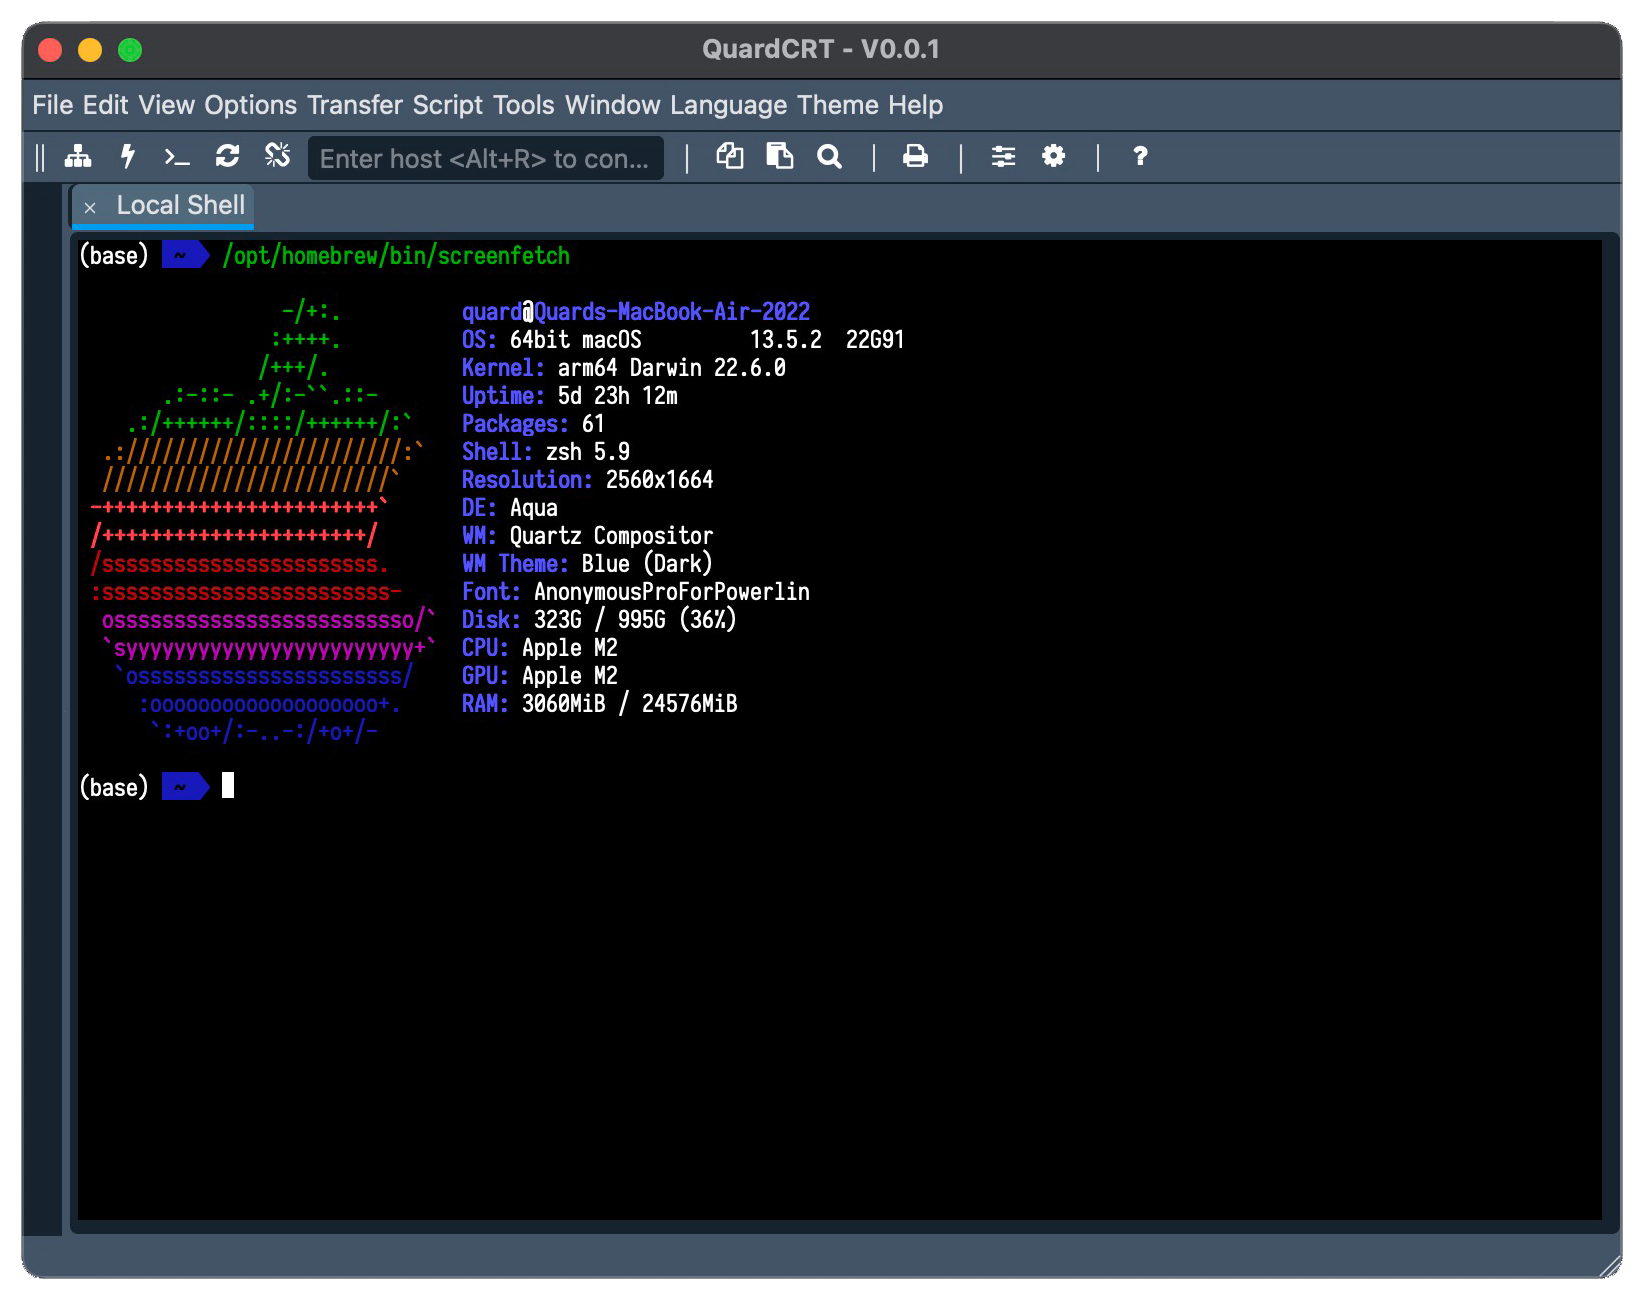 QuardCRT - V0.0.1
File Edit View Options Transfer Script Tools Window Language Theme Help
Enter host <Alt+R> to con...
Local Shell
(base) ~ /opt/homebrew/bin/screenfetch
-/+:. quard@Quards-MacBook-Air-2022
:++++. OS: 64bit macOS 13.5.2 22G91
/+++/. Kernel: arm64 Darwin 22.6.0
.:-::- .+/:-``.::- Uptime: 5d 23h 12m
.:/++++++/::::/++++++/:` Packages: 61
.:///////////////////////:` Shell: zsh 5.9
////////////////////////` Resolution: 2560x1664
-+++++++++++++++++++++++` DE: Aqua
/++++++++++++++++++++++/ WM: Quartz Compositor
/sssssssssssssssssssssss. WM Theme: Blue (Dark)
:ssssssssssssssssssssssss- Font: AnonymousProForPowerlin
osssssssssssssssssssssssso/` Disk: 323G / 995G (36%)
`syyyyyyyyyyyyyyyyyyyyyyyy+` CPU: Apple M2
`ossssssssssssssssssssss/ GPU: Apple M2
:ooooooooooooooooooo+. RAM: 3060MiB / 24576MiB
`:+oo+/:-..-:/+o+/-
(base) ~